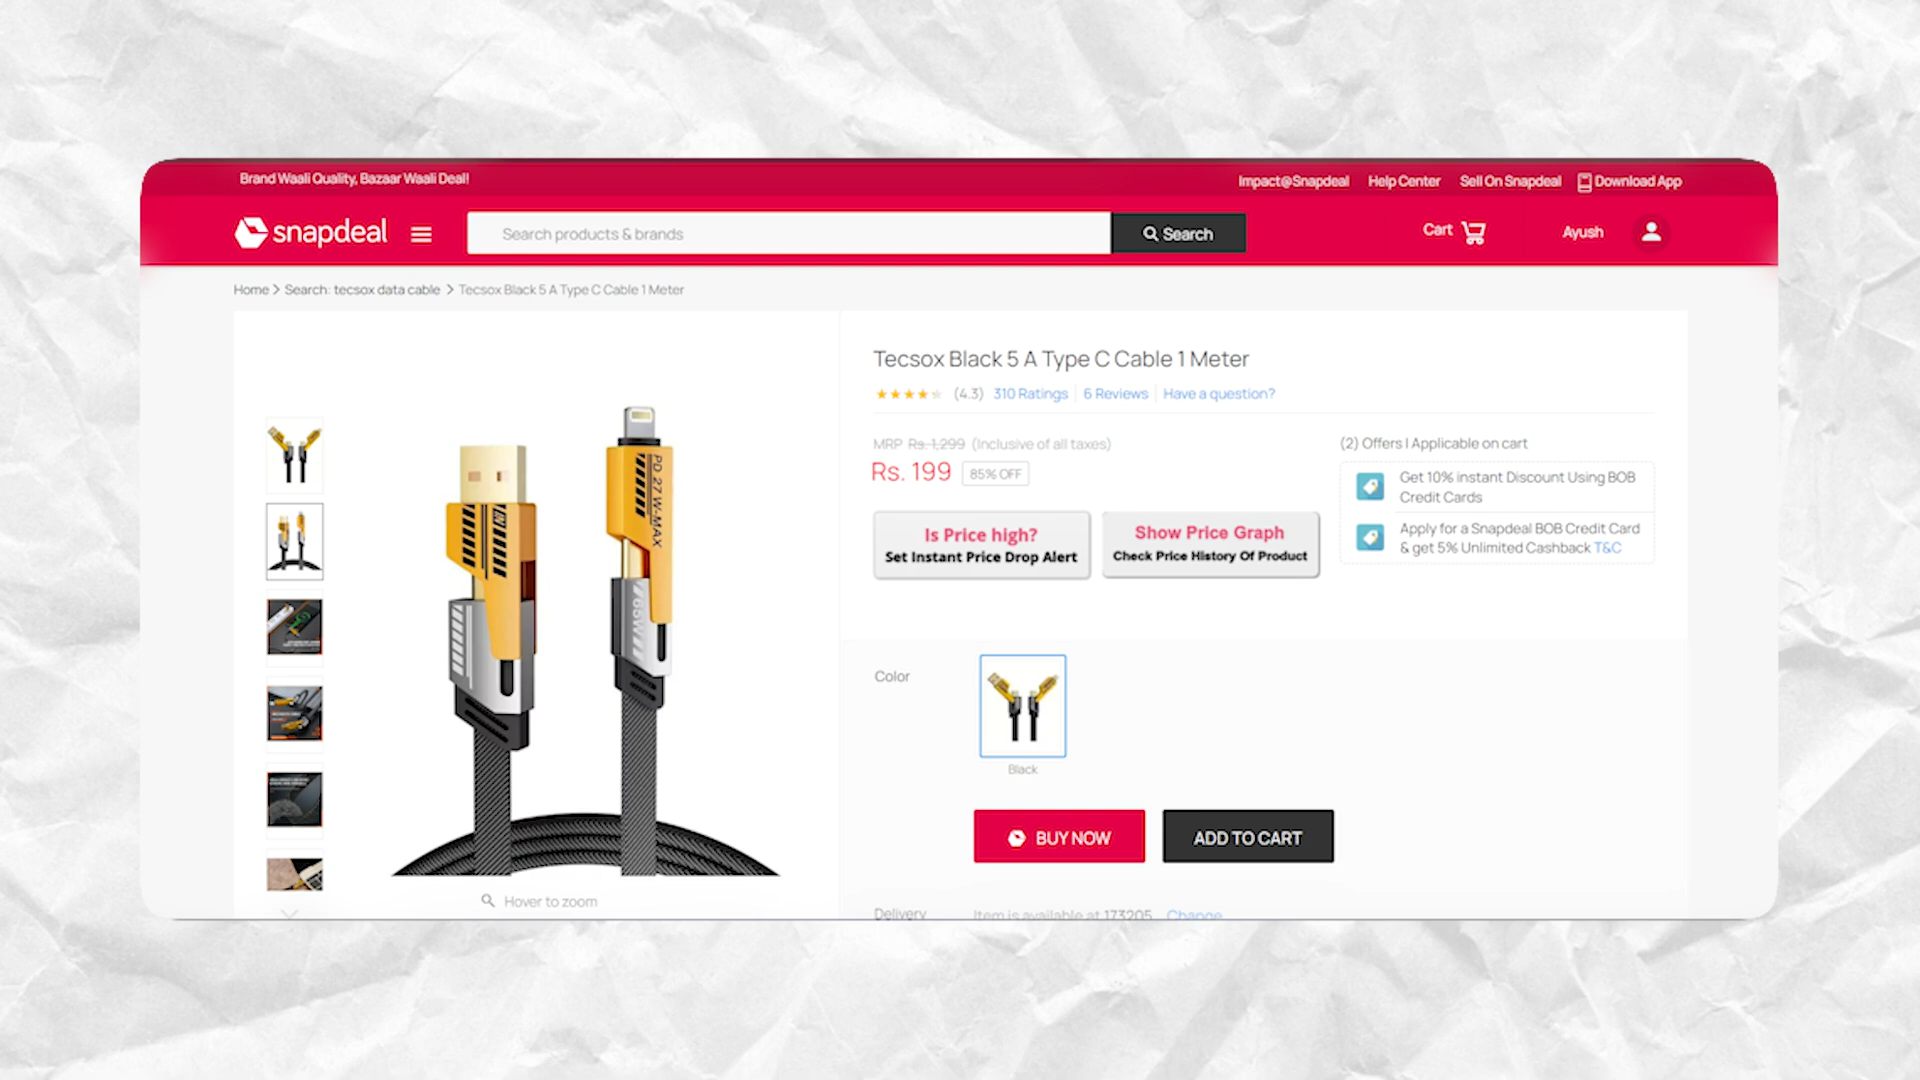 Brand Waali Quality, Bazaar Waali Deal!
Impact@Snapdeal Help Center Sell On Snapdeal Download App
snapdeal Search products & brands Search Cart Ayush
Home > Search: tecsox data cable > Tecsox Black 5 A Type C Cable 1 Meter
Tecsox Black 5 A Type C Cable 1 Meter
(4.3) 310 Ratings 6 Reviews Have a question?
MRP Rs. 1,299 (Inclusive of all taxes)
Rs. 199 85% OFF
(2) Offers | Applicable on cart
Get 10% instant Discount Using BOB
Credit Cards
Apply for a Snapdeal BOB Credit Card
& get 5% Unlimited Cashback T&C
Is Price high?
Set Instant Price Drop Alert
Show Price Graph
Check Price History Of Product
PD 27 W-MAX
65W
Color
Black
BUY NOW
ADD TO CART
Hover to zoom
Delivery Item is available at 173205 Change